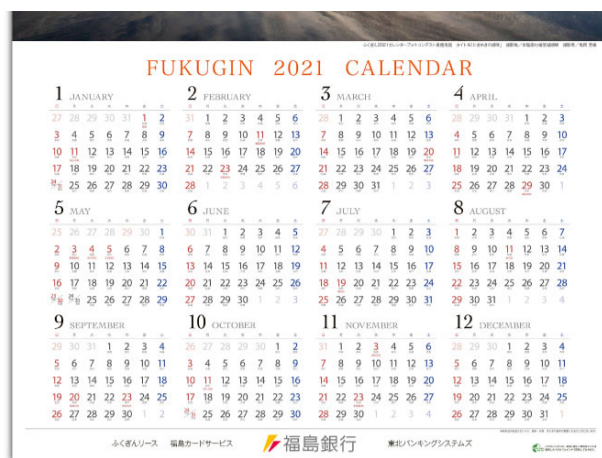 FUKUGIN 2021 CALENDAR
1 JANUARY 2 FEBRUARY 3 MARCH 4 APRIL
27 28 29 30 31 1 2 31 1 2 3 4 5 6 28 1 2 3 4 5 6 1 2 3
3 4 5 6 7 8 9 7 8 9 10 11 12 13 7 8 9 10 11 12 13 4 5 6 7 8 9 10
10 11 12 13 14 15 16 14 15 16 17 18 19 20 14 15 16 17 18 19 20 11 12 13 14 15 16 17
17 18 19 20 21 22 23 21 22 23 24 25 26 27 21 22 23 24 25 26 27 18 19 20 21 22 23 24
24 31 25 26 27 28 29 30 28 1 2 3 4 5 6 28 29 30 31 1 2 3 25 26 27 28 29 30 1
5 MAY 6 JUNE 7 JULY 8 AUGUST
25 26 27 28 29 30 1 30 31 1 2 3 4 5 27 28 29 30 1 2 3 1 2 3 4 5 6 7
2 3 4 5 6 7 8 6 7 8 9 10 11 12 4 5 6 7 8 9 10 8 9 10 11 12 13 14
9 10 11 12 13 14 15 13 14 15 16 17 18 19 11 12 13 14 15 16 17 15 16 17 18 19 20 21
16 17 18 19 20 21 22 20 21 22 23 24 25 26 18 19 20 21 22 23 24 22 23 24 25 26 27 28
23 30 24 31 25 26 27 28 29 27 28 29 30 1 2 3 25 26 27 28 29 30 31 29 30 31 1 2 3 4
9 SEPTEMBER 10 OCTOBER 11 NOVEMBER 12 DECEMBER
29 30 31 1 2 3 4 26 27 28 29 30 1 2 31 1 2 3 4 5 6 28 29 30 1 2 3 4
5 6 7 8 9 10 11 3 4 5 6 7 8 9 7 8 9 10 11 12 13 5 6 7 8 9 10 11
12 13 14 15 16 17 18 10 11 12 13 14 15 16 14 15 16 17 18 19 20 12 13 14 15 16 17 18
19 20 21 22 23 24 25 17 18 19 20 21 22 23 21 22 23 24 25 26 27 19 20 21 22 23 24 25
26 27 28 29 30 1 2 24 31 25 26 27 28 29 30 28 29 30 1 2 3 4 26 27 28 29 30 31 1
ふくぎんリース 福島カードサービス 福島銀行 東北バンキングシステムズ